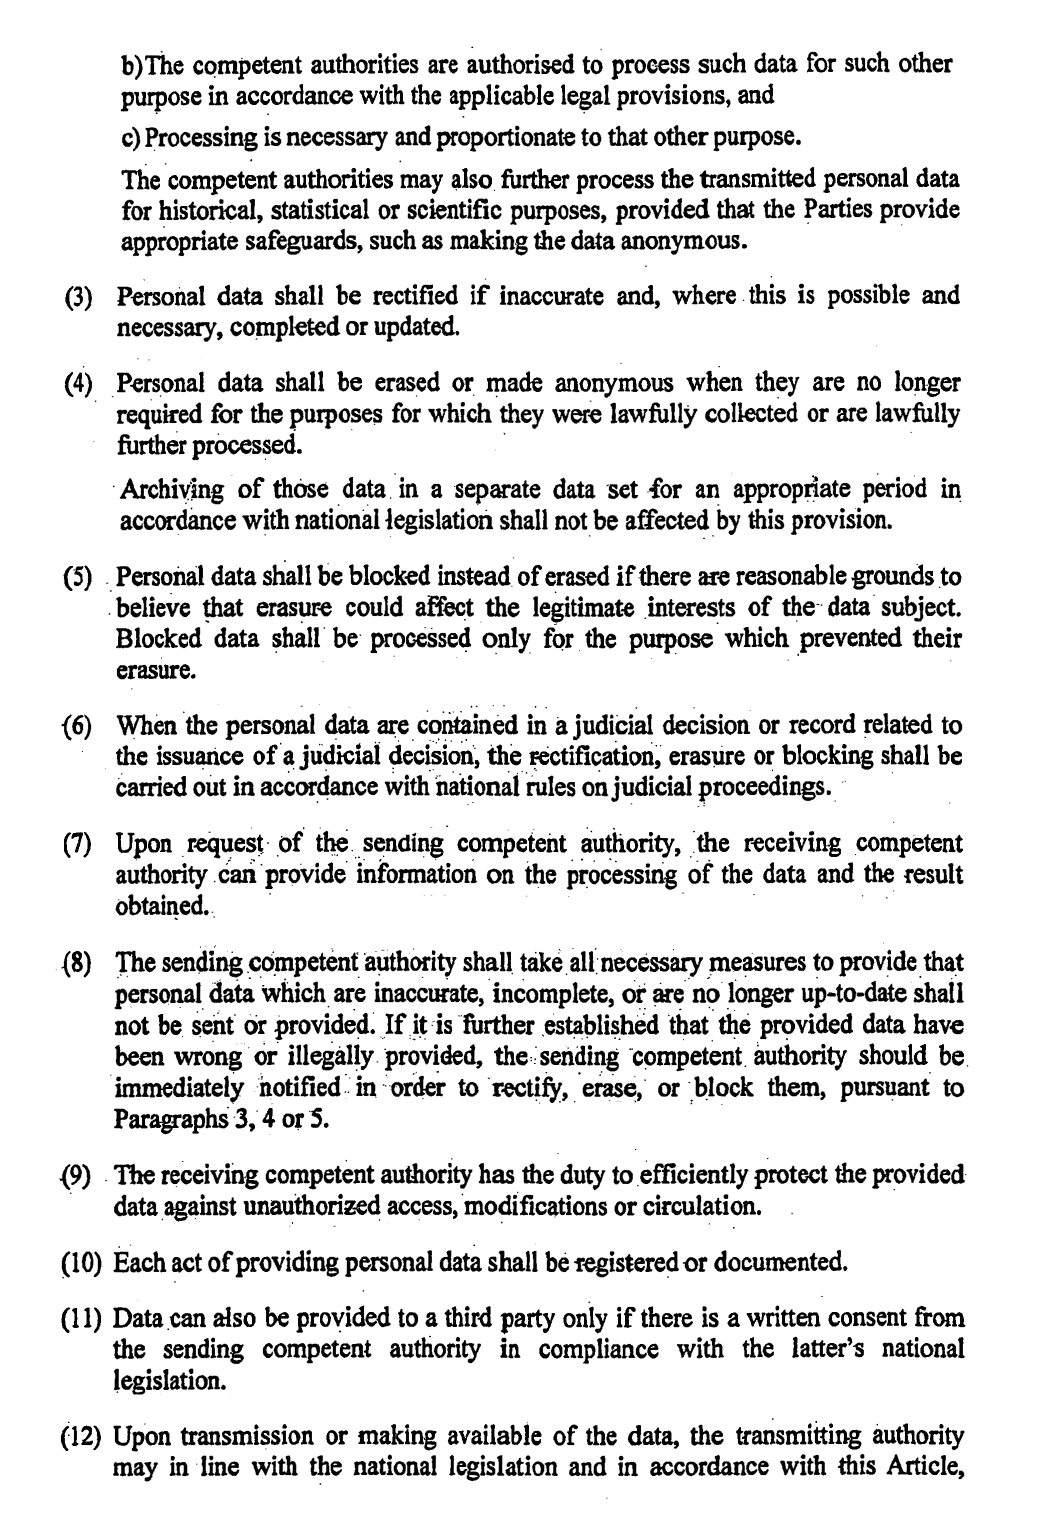 b)The competent authorities are authorised to process such data for such other
purpose in accordance with the applicable legal provisions, and
c) Processing is necessary and proportionate to that other purpose.
The competent authorities may also further process the transmitted personal data
for historical, statistical or scientific purposes, provided that the Parties provide
appropriate safeguards, such as making the data anonymous.
(3) Personal data shall be rectified if inaccurate and, where this is possible and
necessary, completed or updated.
(4) Personal data shall be erased or made anonymous when they are no longer
required for the purposes for which they were lawfully collected or are lawfully
further processed.
Archiving of those data in a separate data set for an appropriate period in
accordance with national legislation shall not be affected by this provision.
(5) Personal data shall be blocked instead of erased if there are reasonable grounds to
believe that erasure could affect the legitimate interests of the data subject.
Blocked data shall be processed only for the purpose which prevented their
erasure.
(6) When the personal data are contained in a judicial decision or record related to
the issuance of a judicial decision, the rectification, erasure or blocking shall be
carried out in accordance with national rules on judicial proceedings.
(7) Upon request of the sending competent authority, the receiving competent
authority can provide information on the processing of the data and the result
obtained.
(8) The sending competent authority shall take all necessary measures to provide that
personal data which are inaccurate, incomplete, or are no longer up-to-date shall
not be sent or provided. If it is further established that the provided data have
been wrong or illegally provided, the sending competent authority should be
immediately notified in order to rectify, erase, or block them, pursuant to
Paragraphs 3, 4 or 5.
(9) The receiving competent authority has the duty to efficiently protect the provided
data against unauthorized access, modifications or circulation.
(10) Each act of providing personal data shall be registered or documented.
(11) Data can also be provided to a third party only if there is a written consent from
the sending competent authority in compliance with the latter's national
legislation.
(12) Upon transmission or making available of the data, the transmitting authority
may in line with the national legislation and in accordance with this Article,